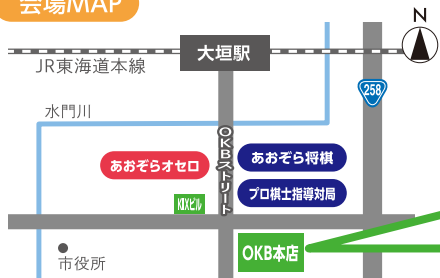 会場MAP
N
大垣駅
JR東海道本線
258
水門川
OKBストリート
あおぞら将棋
あおぞらオセロ
プロ棋士指導対局
KIXビル
OKB本店
市役所